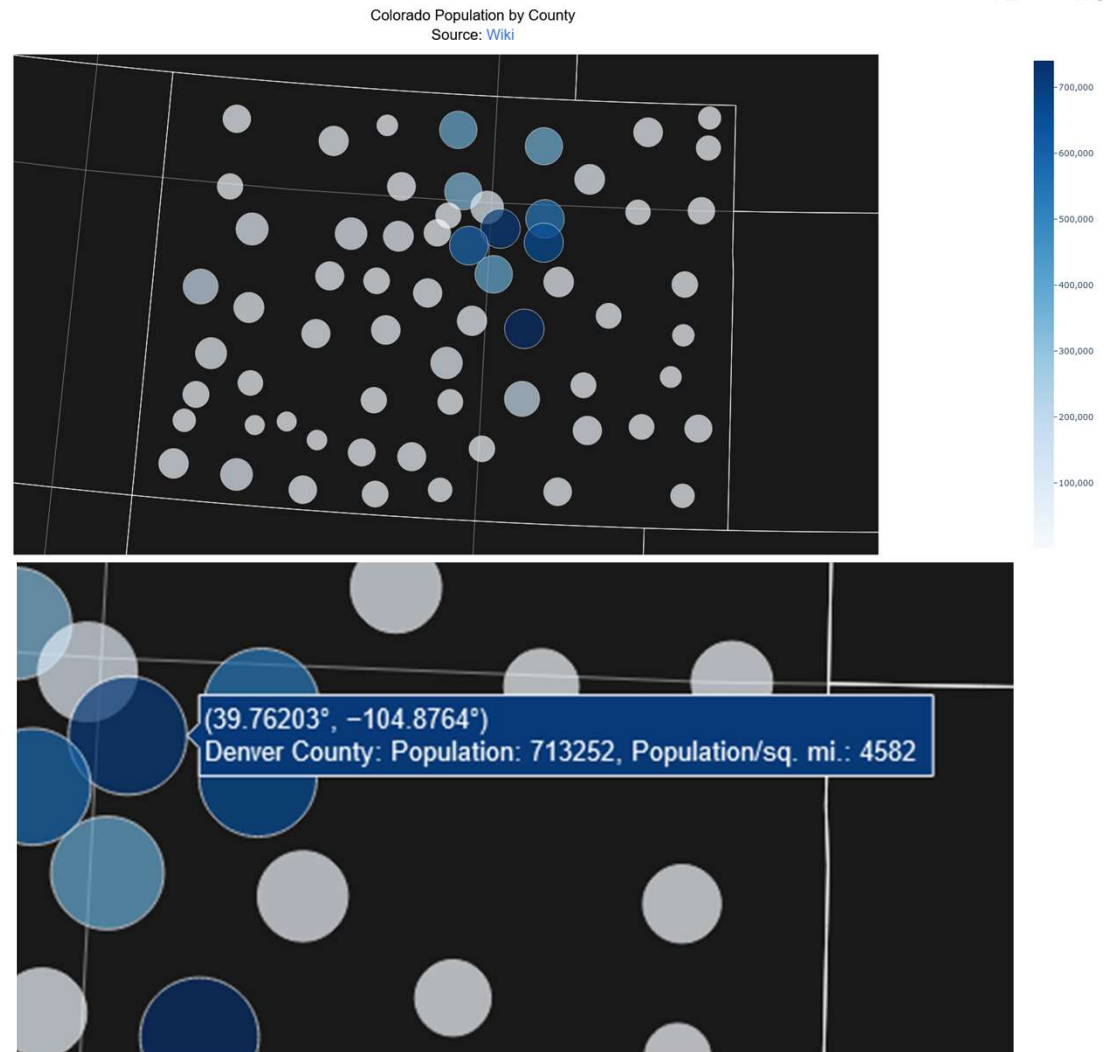 Colorado Population by County
Source: Wiki
700,000
600,000
500,000
400,000
300,000
200,000
100,000
(39.76203°, −104.8764°)
Denver County: Population: 713252, Population/sq. mi.: 4582